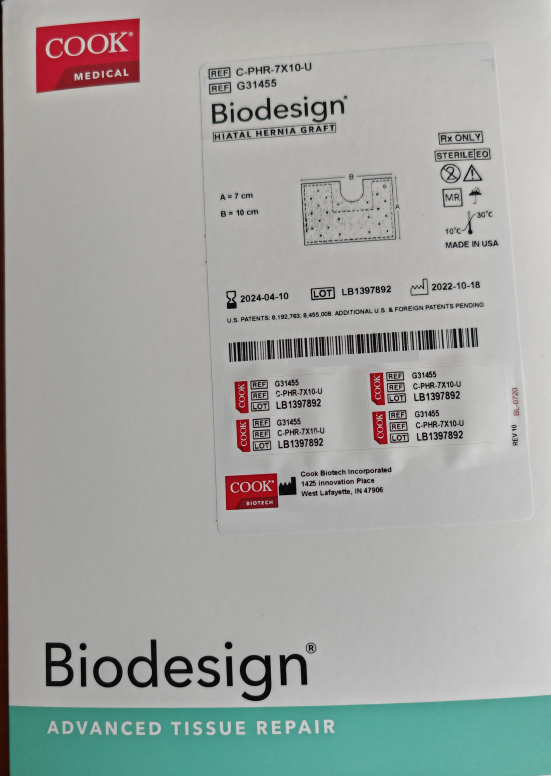 COOK®
MEDICAL
REF C-PHR-7X10-U
REF G31455
Biodesign®
HIATAL HERNIA GRAFT
Rx ONLY
STERILE EO
A = 7 cm
B = 10 cm
B
A
MR
30°C
10°C
MADE IN USA
2024-04-10 LOT LB1397892 2022-10-18
U.S. PATENTS: 8,192,763; 8,455,008. ADDITIONAL U.S. & FOREIGN PATENTS PENDING
COOK
REF G31455
REF C-PHR-7X10-U
LOT LB1397892
COOK
REF G31455
REF C-PHR-7X10-U
LOT LB1397892
COOK
REF G31455
REF C-PHR-7X10-U
LOT LB1397892
COOK
REF G31455
REF C-PHR-7X10-U
LOT LB1397892
REV 10 BL-0720
COOK®
BIOTECH
Cook Biotech Incorporated
1425 Innovation Place
West Lafayette, IN 47906
Biodesign®
ADVANCED TISSUE REPAIR